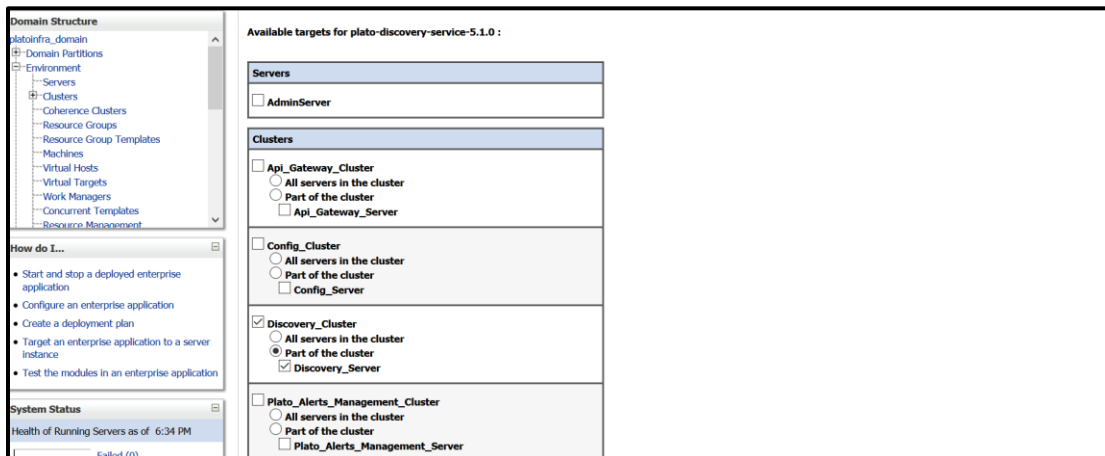 Domain Structure
platoinfra_domain
Domain Partitions
Environment
Servers
Clusters
Coherence Clusters
Resource Groups
Resource Group Templates
Machines
Virtual Hosts
Virtual Targets
Work Managers
Concurrent Templates
Resource Management
How do I...
Start and stop a deployed enterprise
application
Configure an enterprise application
Create a deployment plan
Target an enterprise application to a server
instance
Test the modules in an enterprise application
System Status
Health of Running Servers as of 6:34 PM
Failed (0)
Available targets for plato-discovery-service-5.1.0 :
Servers
AdminServer
Clusters
Api_Gateway_Cluster
All servers in the cluster
Part of the cluster
Api_Gateway_Server
Config_Cluster
All servers in the cluster
Part of the cluster
Config_Server
Discovery_Cluster
All servers in the cluster
Part of the cluster
Discovery_Server
Plato_Alerts_Management_Cluster
All servers in the cluster
Part of the cluster
Plato_Alerts_Management_Server